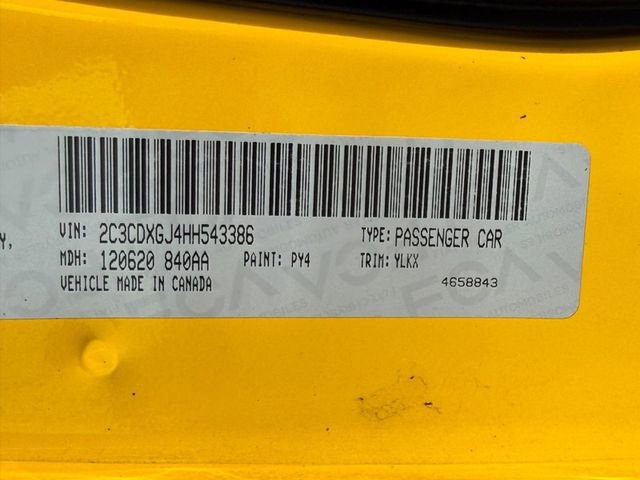 Y,
VIN: 2C3CDXGJ4HH543386 TYPE: PASSENGER CAR
MDH: 120620 840AA PAINT: PY4 TRIM: YLKX
VEHICLE MADE IN CANADA 4658843